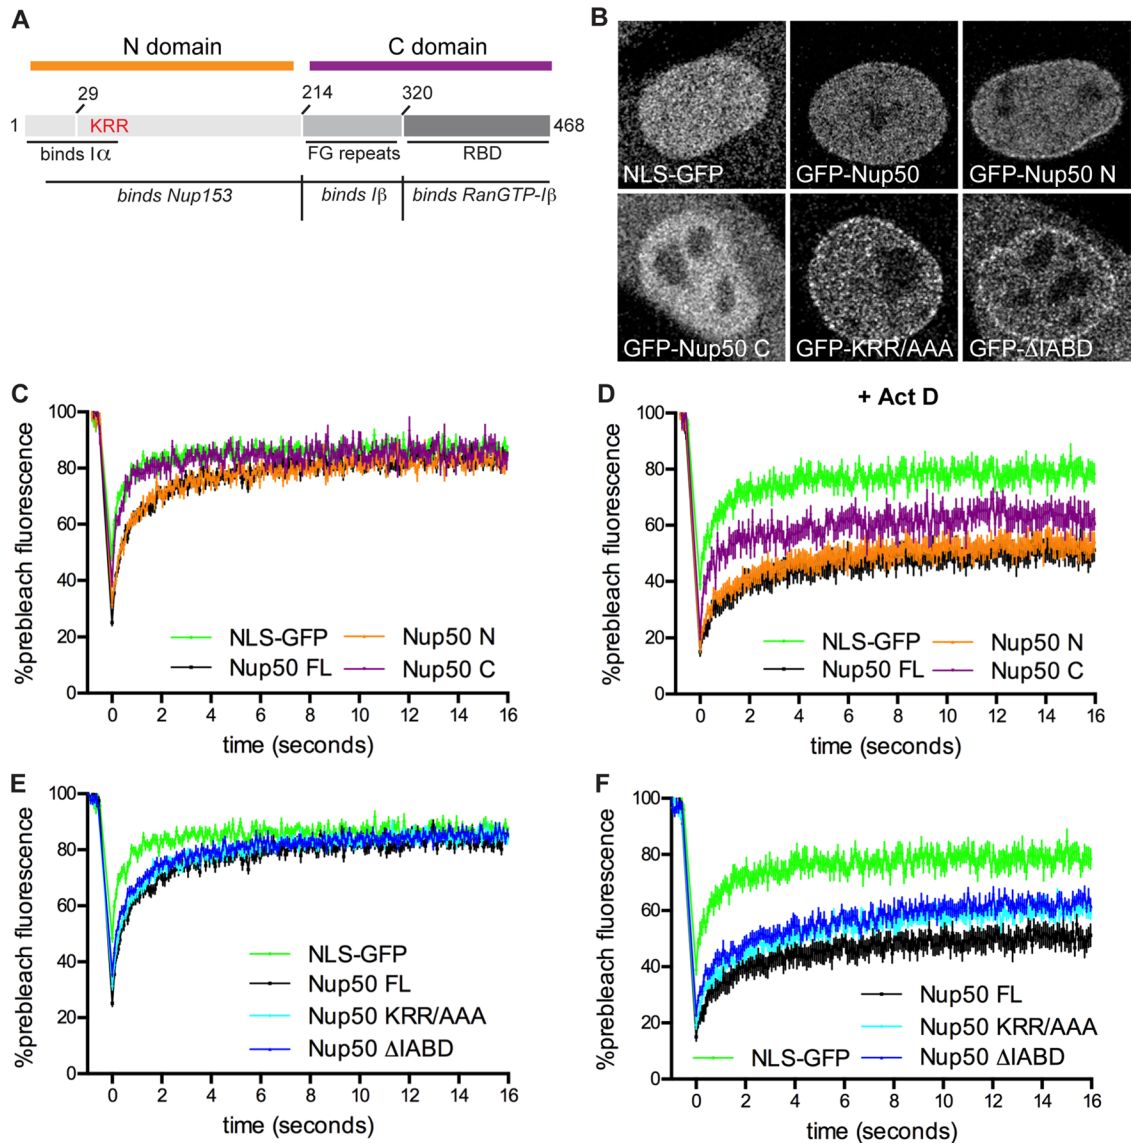 A
N domain
C domain
29
214
320
1
KRR
468
binds Iα
FG repeats
RBD
binds Nup153
binds Iβ
binds RanGTP-Iβ
B
NLS-GFP
GFP-Nup50
GFP-Nup50 N
GFP-Nup50 C
GFP-KRR/AAA
GFP-ΔIABD
C
%prebleach fluorescence
100
80
60
40
20
0
NLS-GFP
Nup50 N
Nup50 FL
Nup50 C
0 2 4 6 8 10 12 14 16
time (seconds)
D
+ Act D
%prebleach fluorescence
100
80
60
40
20
0
NLS-GFP
Nup50 N
Nup50 FL
Nup50 C
0 2 4 6 8 10 12 14 16
time (seconds)
E
%prebleach fluorescence
100
80
60
40
20
0
NLS-GFP
Nup50 FL
Nup50 KRR/AAA
Nup50 ΔIABD
0 2 4 6 8 10 12 14 16
time (seconds)
F
%prebleach fluorescence
100
80
60
40
20
0
Nup50 FL
Nup50 KRR/AAA
NLS-GFP
Nup50 ΔIABD
0 2 4 6 8 10 12 14 16
time (seconds)